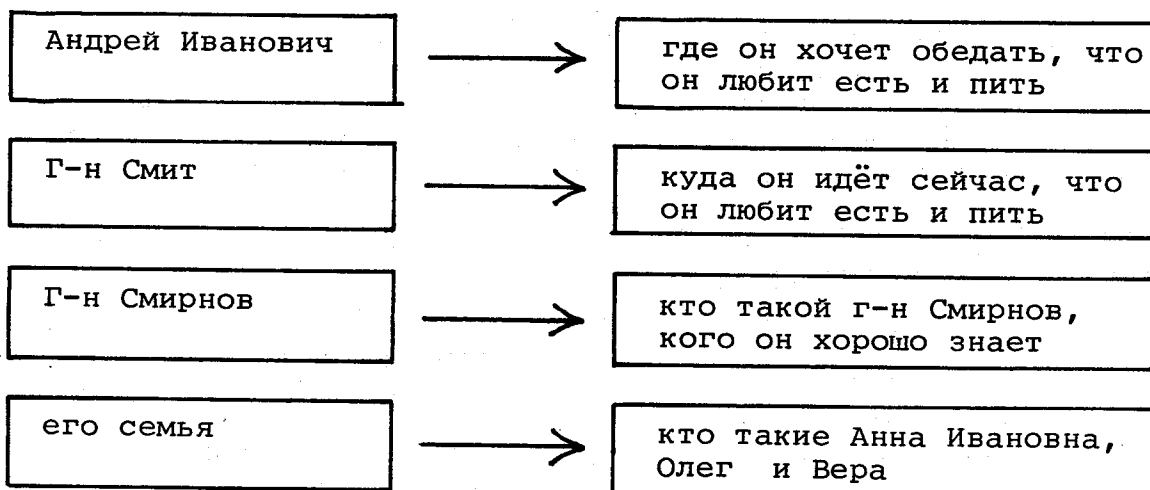 Андрей Иванович
где он хочет обедать, что
он любит есть и пить
Г-н Смит
куда он идёт сейчас, что
он любит есть и пить
Г-н Смирнов
кто такой г-н Смирнов,
кого он хорошо знает
его семья
кто такие Анна Ивановна,
Олег и Вера